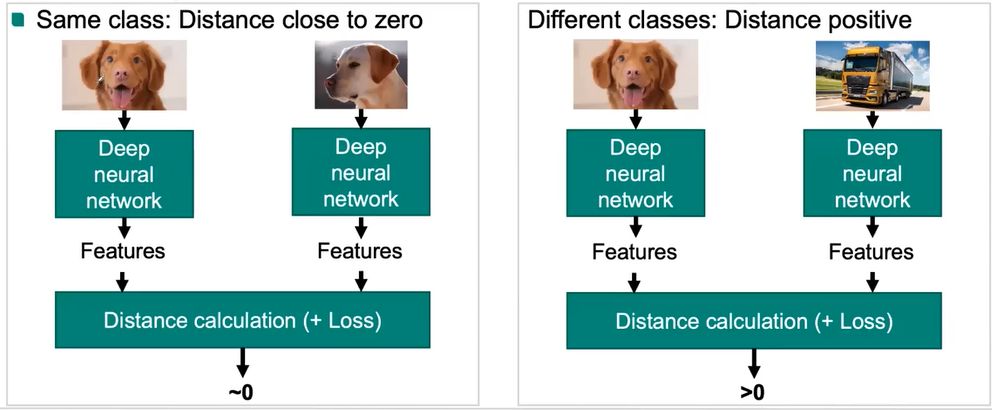 Same class: Distance close to zero
Deep
neural
network
Deep
neural
network
Features
Features
Distance calculation (+ Loss)
~0
Different classes: Distance positive
Deep
neural
network
Deep
neural
network
Features
Features
Distance calculation (+ Loss)
>0